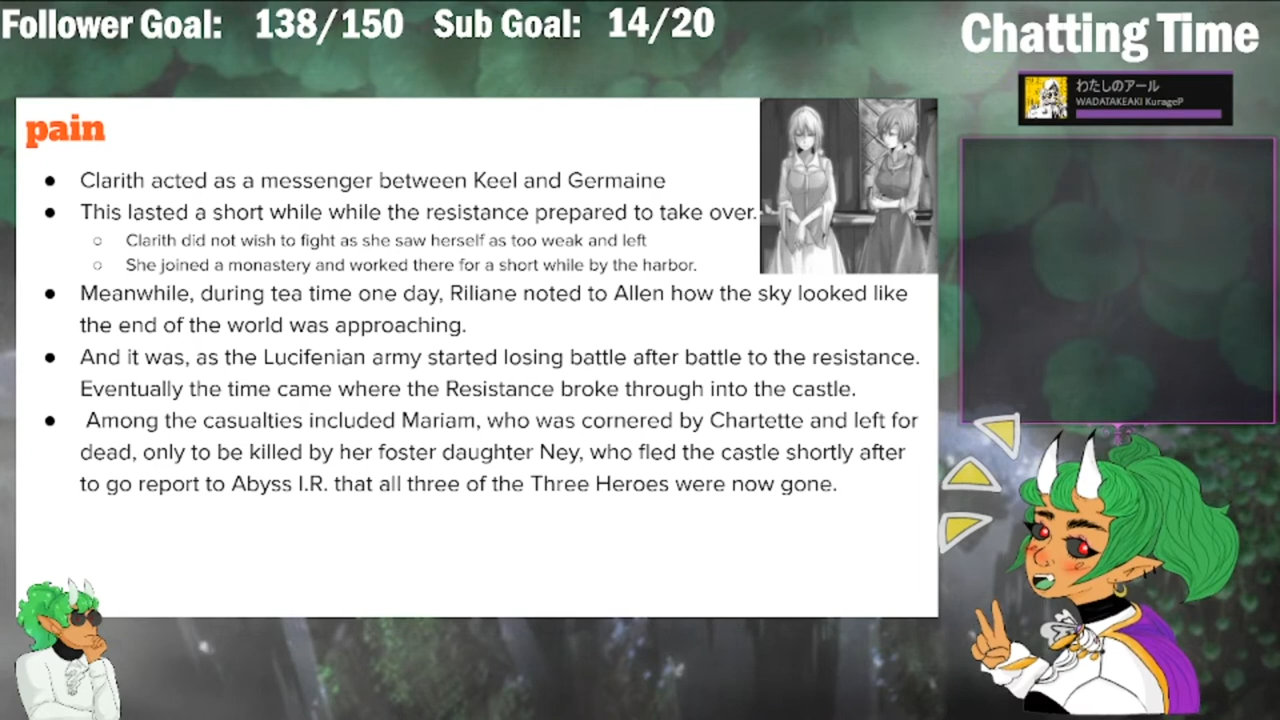 Follower Goal: 138/150 Sub Goal: 14/20
Chatting Time
わたしのアール
WADATAKEAKI KurageP
pain
● Clarith acted as a messenger between Keel and Germaine
● This lasted a short while while the resistance prepared to take over.
○ Clarith did not wish to fight as she saw herself as too weak and left
○ She joined a monastery and worked there for a short while by the harbor.
● Meanwhile, during tea time one day, Riliane noted to Allen how the sky looked like
the end of the world was approaching.
● And it was, as the Lucifenian army started losing battle after battle to the resistance.
Eventually the time came where the Resistance broke through into the castle.
● Among the casualties included Mariam, who was cornered by Chartette and left for
dead, only to be killed by her foster daughter Ney, who fled the castle shortly after
to go report to Abyss I.R. that all three of the Three Heroes were now gone.